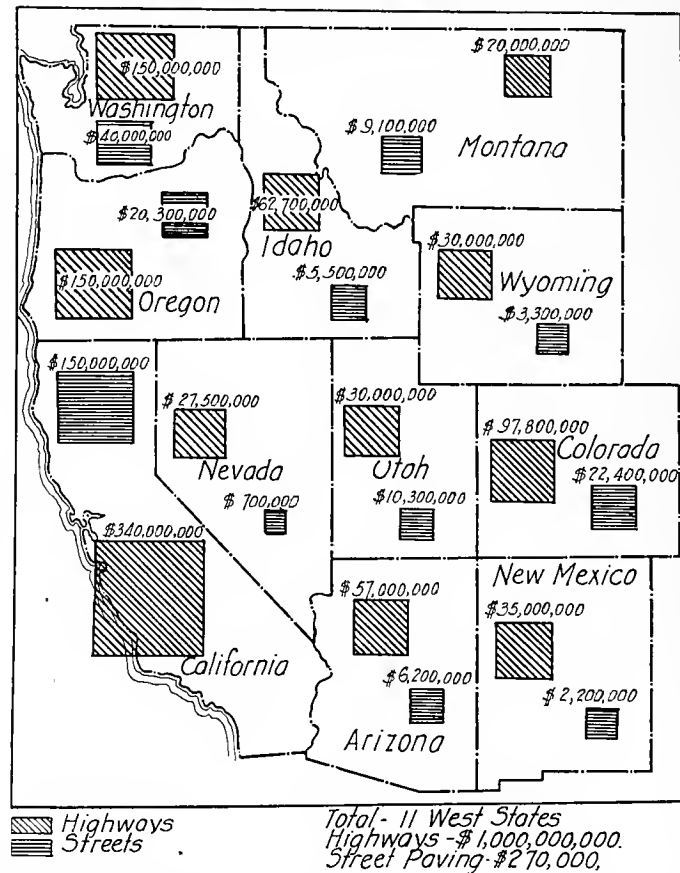 $150,000,000
Washington
$40,000,000
$20,000,000
$9,100,000
Montana
$20,300,000
$62,700,000
Idaho
$5,500,000
$150,000,000
Oregon
$30,000,000
Wyoming
$3,300,000
$150,000,000
$27,500,000
Nevada
$700,000
$30,000,000
Utah
$10,300,000
$97,800,000
Colorada
$22,400,000
$340,000,000
California
$57,000,000
$6,200,000
Arizona
New Mexico
$35,000,000
$2,200,000
Highways
Streets
Total - 11 West States
Highways - $1,000,000,000.
Street Paving - $270,000,